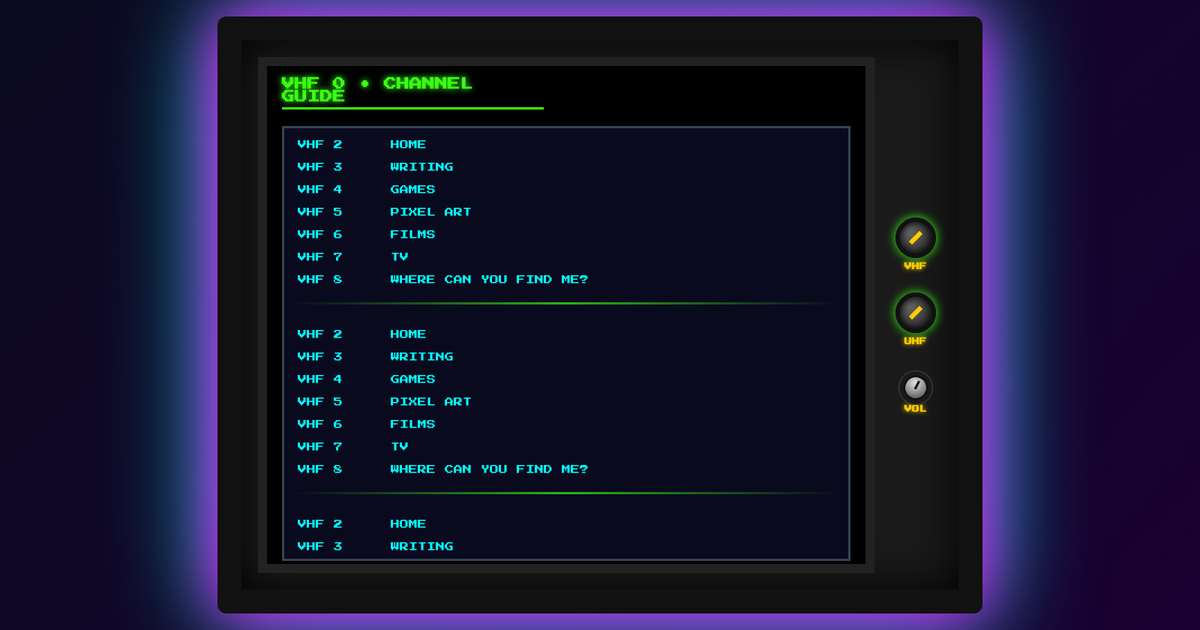 VHF 0 • CHANNEL
GUIDE
VHF 2 HOME
VHF 3 WRITING
VHF 4 GAMES
VHF 5 PIXEL ART
VHF 6 FILMS
VHF 7 TV
VHF 8 WHERE CAN YOU FIND ME?
VHF 2 HOME
VHF 3 WRITING
VHF 4 GAMES
VHF 5 PIXEL ART
VHF 6 FILMS
VHF 7 TV
VHF 8 WHERE CAN YOU FIND ME?
VHF 2 HOME
VHF 3 WRITING
VHF
UHF
VOL